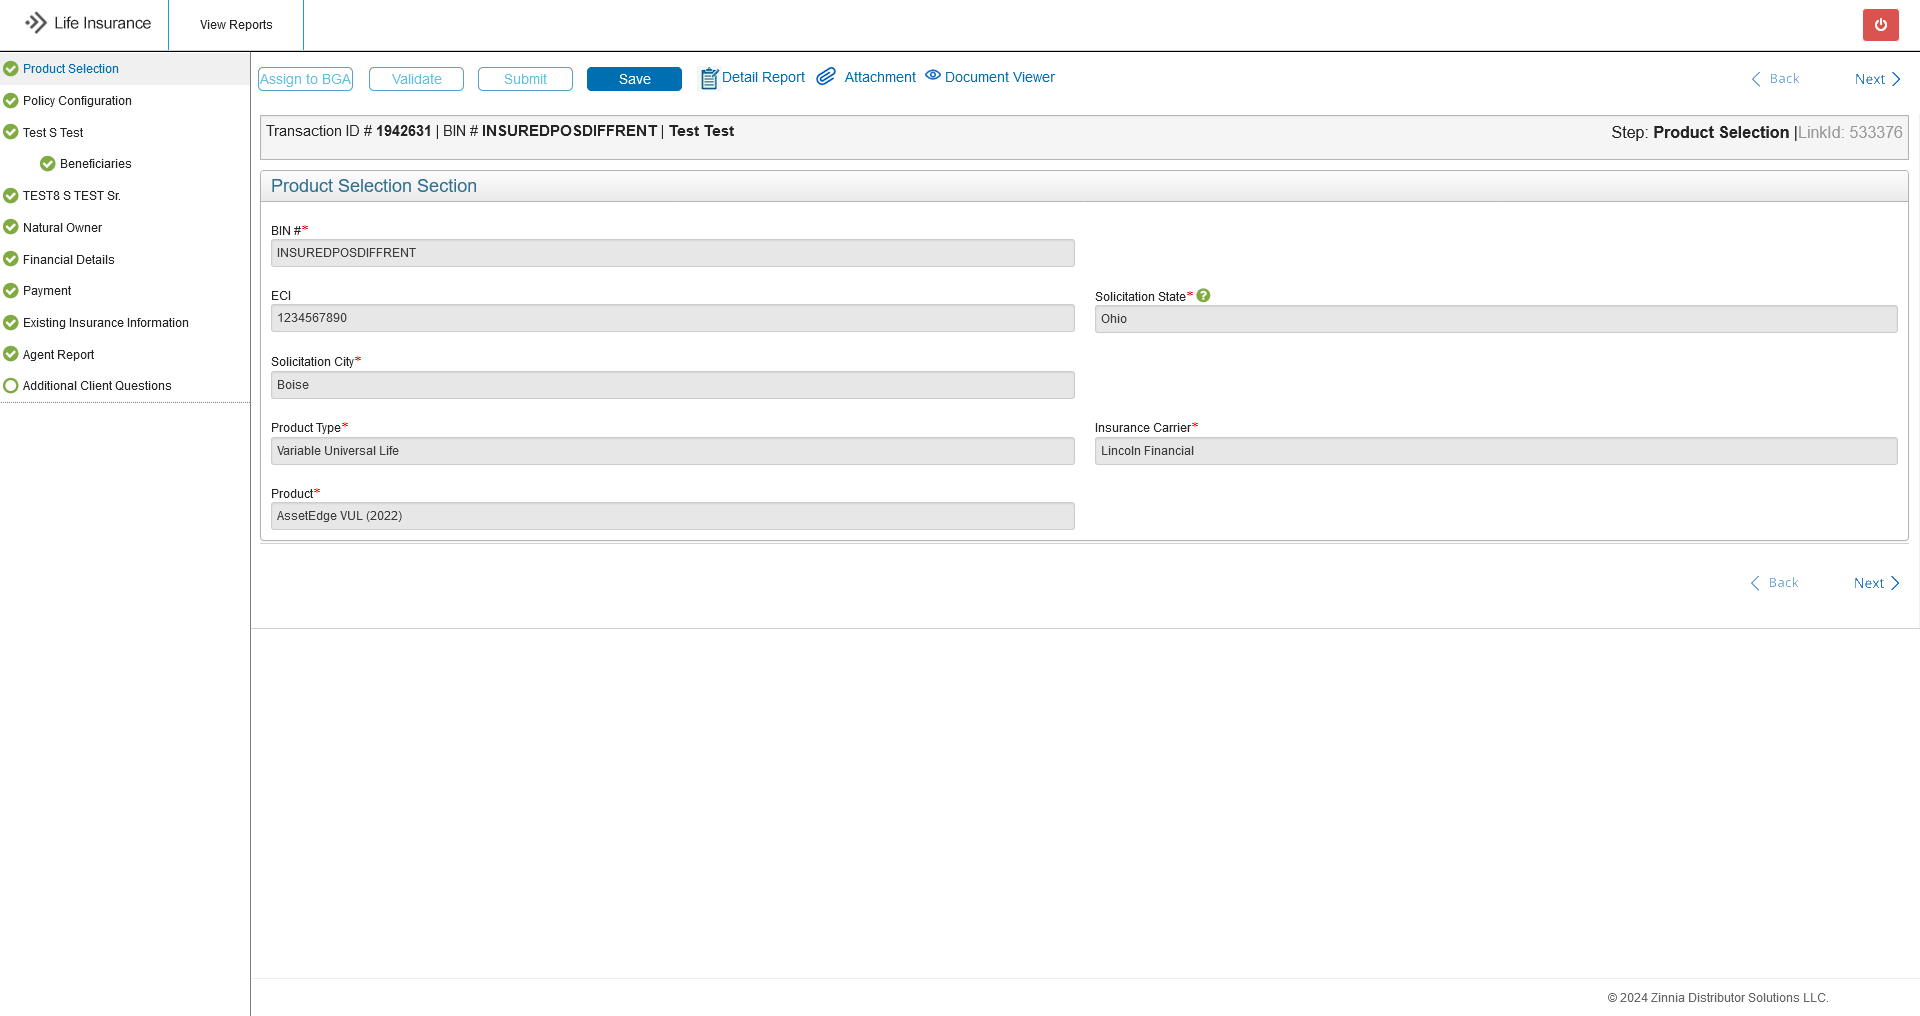 Life Insurance
View Reports
Product Selection
Policy Configuration
Test S Test
Beneficiaries
TEST8 S TEST Sr.
Natural Owner
Financial Details
Payment
Existing Insurance Information
Agent Report
Additional Client Questions
Assign to BGA Validate Submit Save Detail Report Attachment Document Viewer Back Next
Transaction ID # 1942631 | BIN # INSUREDPOSDIFFRENT | Test Test
Step: Product Selection |LinkId: 533376
Product Selection Section
BIN #*
INSUREDPOSDIFFRENT
ECI
1234567890
Solicitation State* ?
Ohio
Solicitation City*
Boise
Product Type*
Variable Universal Life
Insurance Carrier*
Lincoln Financial
Product*
AssetEdge VUL (2022)
Back Next
© 2024 Zinnia Distributor Solutions LLC.